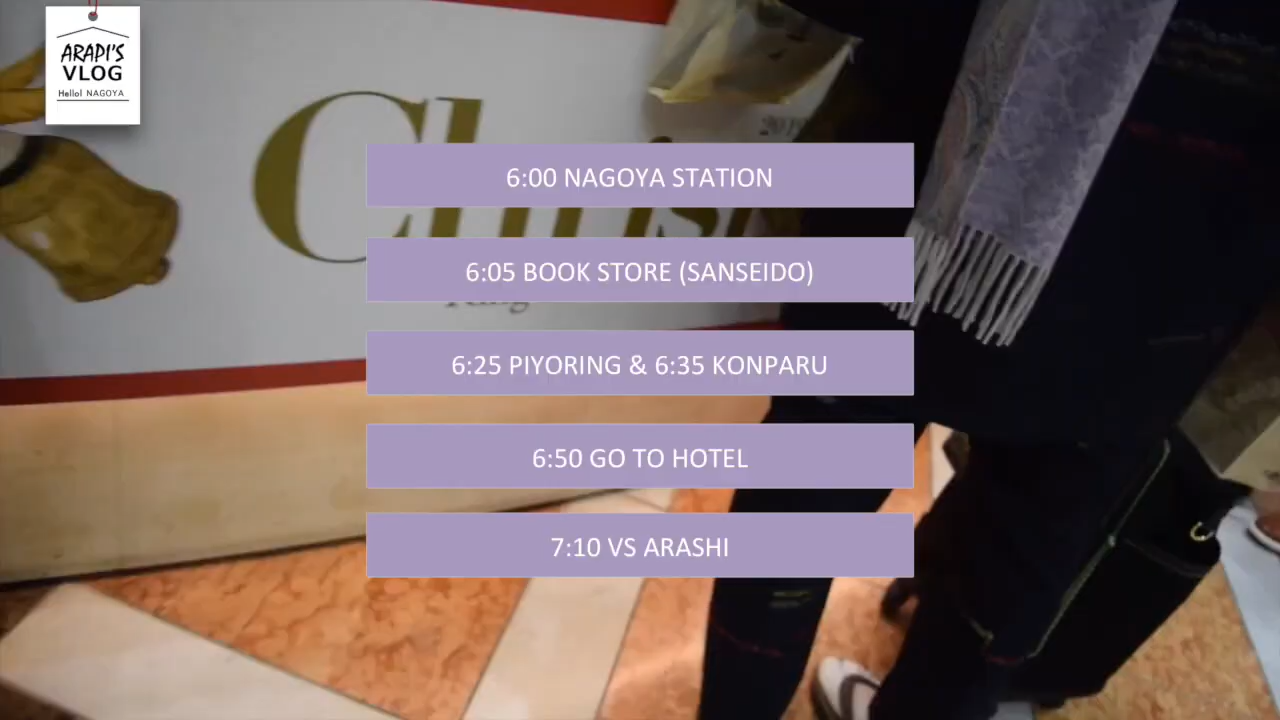 ARAPI'S
VLOG
Hello! NAGOYA
Christ
6:00 NAGOYA STATION
6:05 BOOK STORE (SANSEIDO)
6:25 PIYORING & 6:35 KONPARU
6:50 GO TO HOTEL
7:10 VS ARASHI